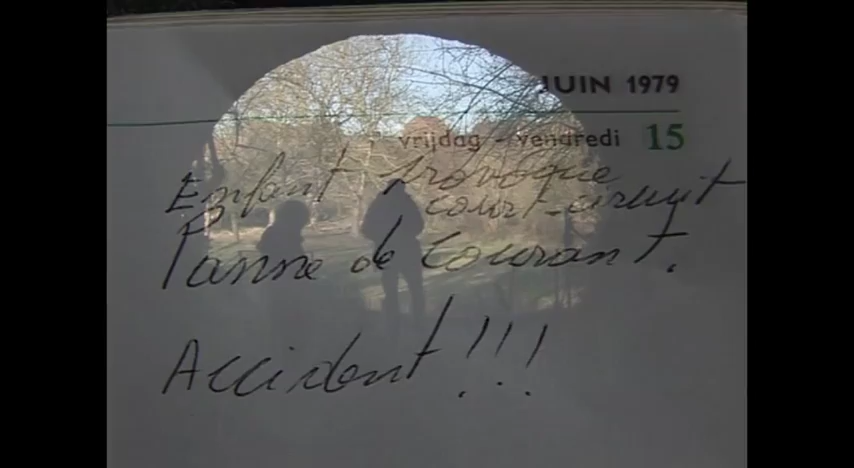 JUIN 1979
vrijdag - vendredi 15
Enfant provoque
court-circuit
Panne de courant.
Accident!!!